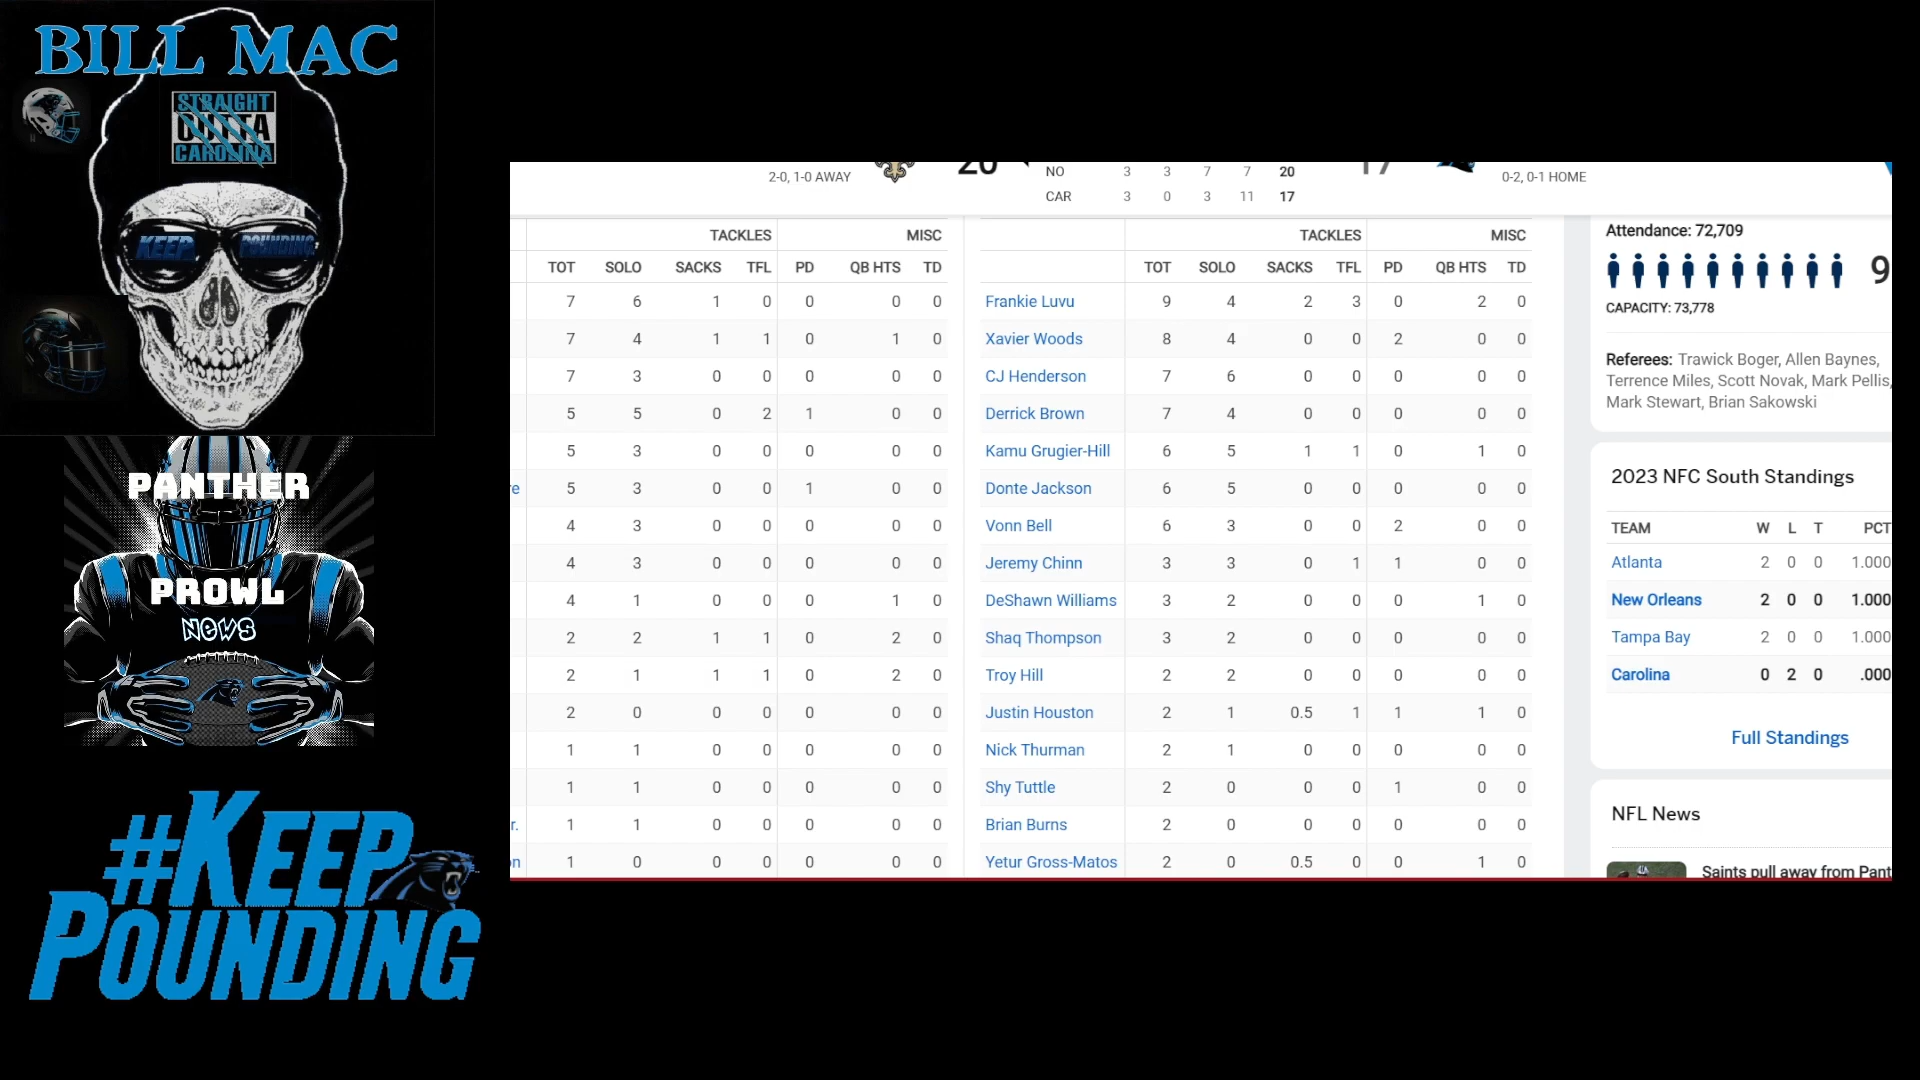 BILL MAC
STRAIGHT
OUTTA
CAROLINA
KEEP POUNDING
PANTHER
PROWL
NEWS
#KEEP
POUNDING
2-0, 1-0 AWAY
20
NO 3 3 7 7 20
CAR 3 0 3 11 17
17
0-2, 0-1 HOME
TACKLES MISC
TOT SOLO SACKS TFL PD QB HTS TD
7 6 1 0 0 0 0
7 4 1 1 0 1 0
7 3 0 0 0 0 0
5 5 0 2 1 0 0
5 3 0 0 0 0 0
re 5 3 0 0 1 0 0
4 3 0 0 0 0 0
4 3 0 0 0 0 0
4 1 0 0 0 1 0
2 2 1 1 0 2 0
2 1 1 1 0 2 0
2 0 0 0 0 0 0
1 1 0 0 0 0 0
1 1 0 0 0 0 0
r. 1 1 0 0 0 0 0
on 1 0 0 0 0 0 0
TACKLES MISC
TOT SOLO SACKS TFL PD QB HTS TD
Frankie Luvu 9 4 2 3 0 2 0
Xavier Woods 8 4 0 0 2 0 0
CJ Henderson 7 6 0 0 0 0 0
Derrick Brown 7 4 0 0 0 0 0
Kamu Grugier-Hill 6 5 1 1 0 1 0
Donte Jackson 6 5 0 0 0 0 0
Vonn Bell 6 3 0 0 2 0 0
Jeremy Chinn 3 3 0 1 1 0 0
DeShawn Williams 3 2 0 0 0 1 0
Shaq Thompson 3 2 0 0 0 0 0
Troy Hill 2 2 0 0 0 0 0
Justin Houston 2 1 0.5 1 1 1 0
Nick Thurman 2 1 0 0 0 0 0
Shy Tuttle 2 0 0 0 1 0 0
Brian Burns 2 0 0 0 0 0 0
Yetur Gross-Matos 2 0 0.5 0 0 1 0
Attendance: 72,709
9
CAPACITY: 73,778
Referees: Trawick Boger, Allen Baynes,
Terrence Miles, Scott Novak, Mark Pellis,
Mark Stewart, Brian Sakowski
2023 NFC South Standings
TEAM W L T PCT
Atlanta 2 0 0 1.000
New Orleans 2 0 0 1.000
Tampa Bay 2 0 0 1.000
Carolina 0 2 0 .000
Full Standings
NFL News
Saints pull away from Pant